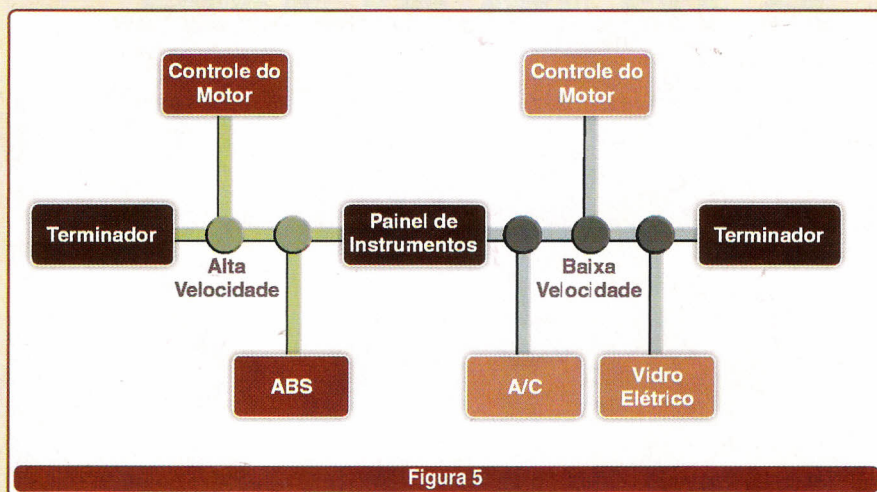 Controle do
Motor
Controle do
Motor
Terminador
Painel de
Instrumentos
Terminador
Alta
Velocidade
Baixa
Velocidade
ABS
A/C
Vidro
Elétrico
Figura 5